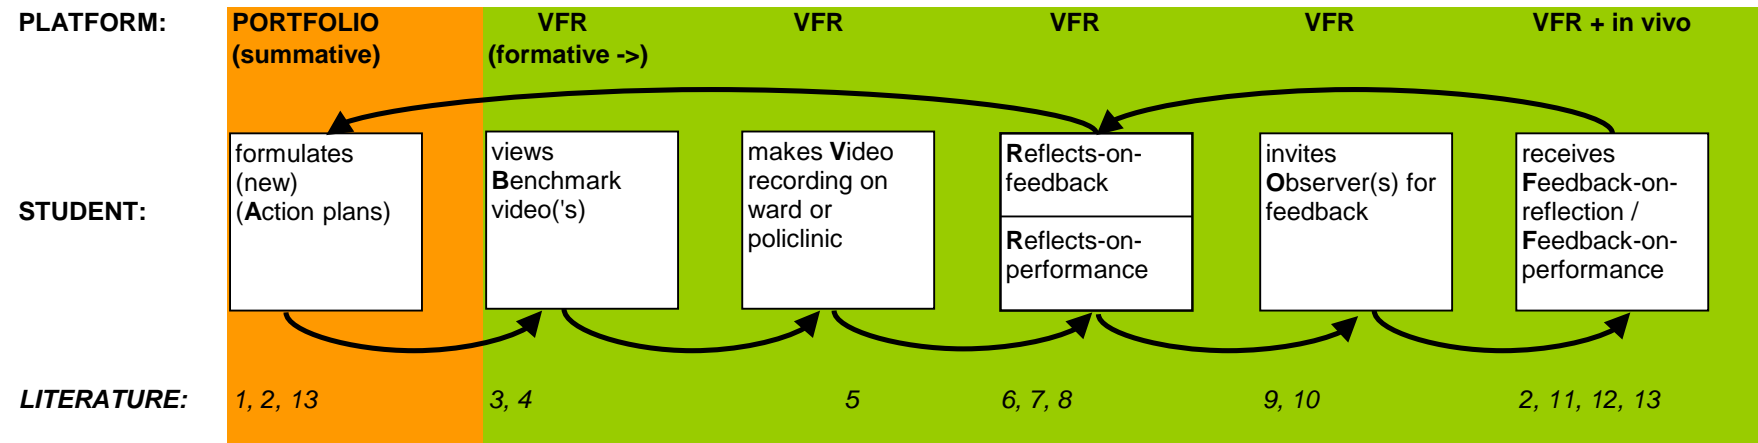 PLATFORM: PORTFOLIO VFR VFR VFR VFR VFR + in vivo
(summative) (formative ->)
STUDENT:
formulates
(new)
(Action plans)
views
Benchmark
video('s)
makes Video
recording on
ward or
policlinic
Reflects-on-
feedback
Reflects-on-
performance
invites
Observer(s) for
feedback
receives
Feedback-on-
reflection /
Feedback-on-
performance
LITERATURE: 1, 2, 13 3, 4 5 6, 7, 8 9, 10 2, 11, 12, 13